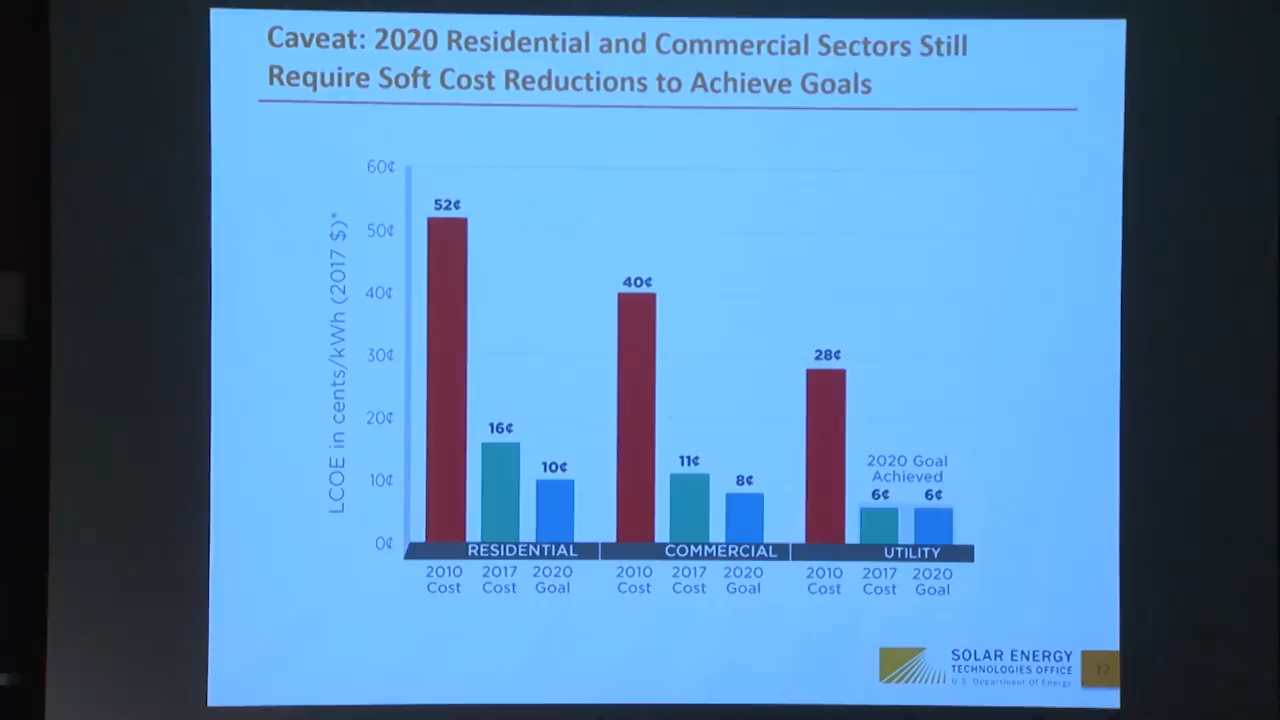 Caveat: 2020 Residential and Commercial Sectors Still
Require Soft Cost Reductions to Achieve Goals
LCOE in cents/kWh (2017 $)*
60¢
50¢
40¢
30¢
20¢
10¢
0¢
52¢
16¢
10¢
40¢
11¢
8¢
28¢
2020 Goal
Achieved
6¢ 6¢
RESIDENTIAL COMMERCIAL UTILITY
2010 2017 2020 2010 2017 2020 2010 2017 2020
Cost Cost Goal Cost Cost Goal Cost Cost Goal
SOLAR ENERGY
TECHNOLOGIES OFFICE
U.S. Department Of Energy
12